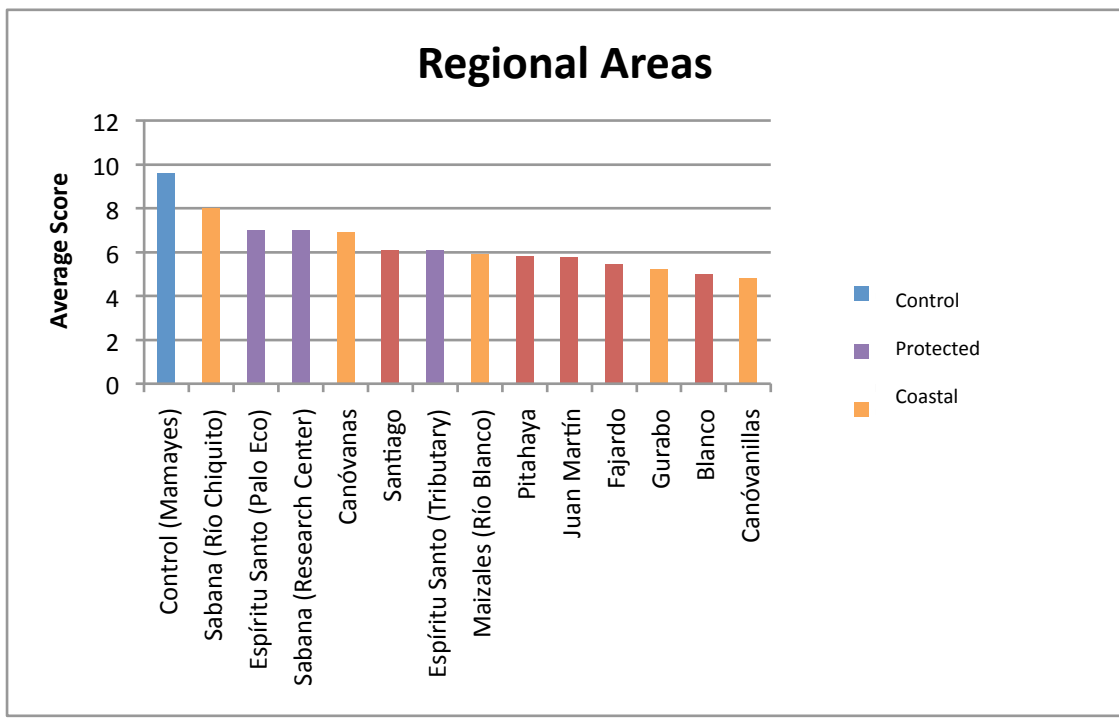 Regional Areas
Average Score
12
10
8
6
4
2
0
Control (Mamayes)
Sabana (Río Chiquito)
Espíritu Santo (Palo Eco)
Sabana (Research Center)
Canóvanas
Santiago
Espíritu Santo (Tributary)
Maizales (Río Blanco)
Pitahaya
Juan Martín
Fajardo
Gurabo
Blanco
Canóvanillas
Control
Protected
Coastal